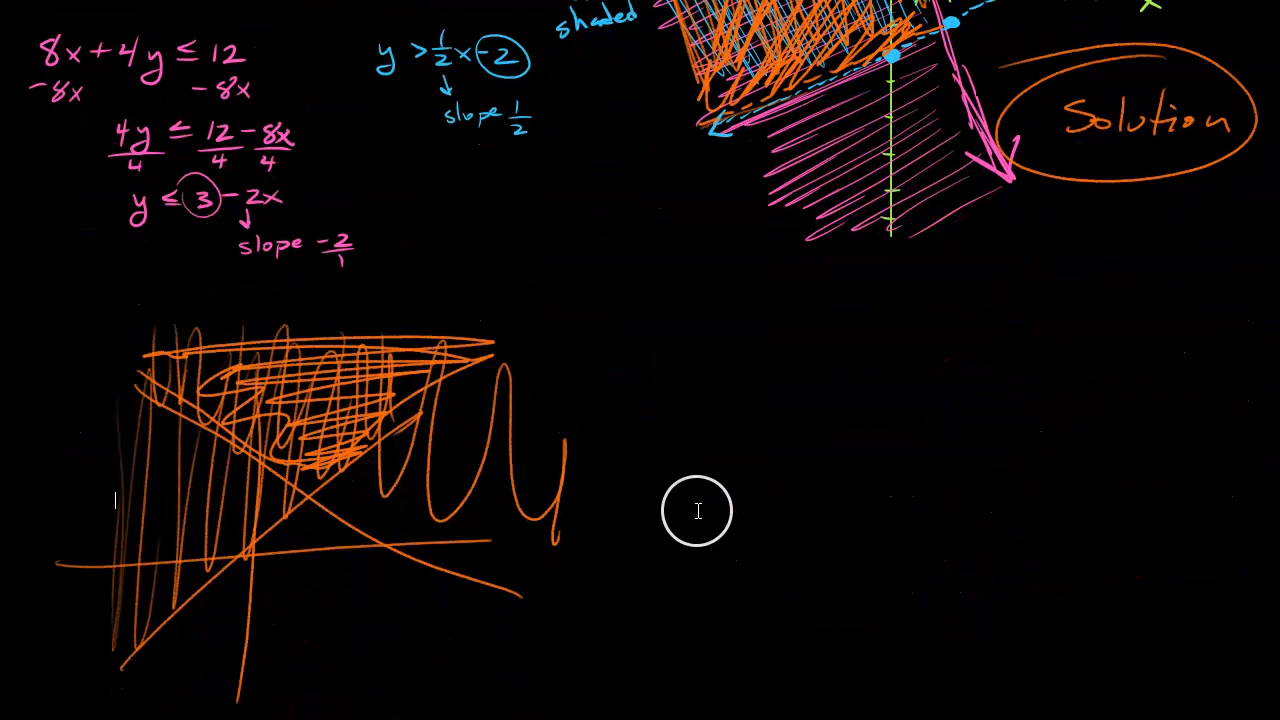 8x + 4y ≤ 12
-8x -8x
4y ≤ 12 - 8x
4 4 4
y ≤ 3 - 2x
slope -2/1
y > 1/2 x - 2
slope 1/2
shaded
x
Solution